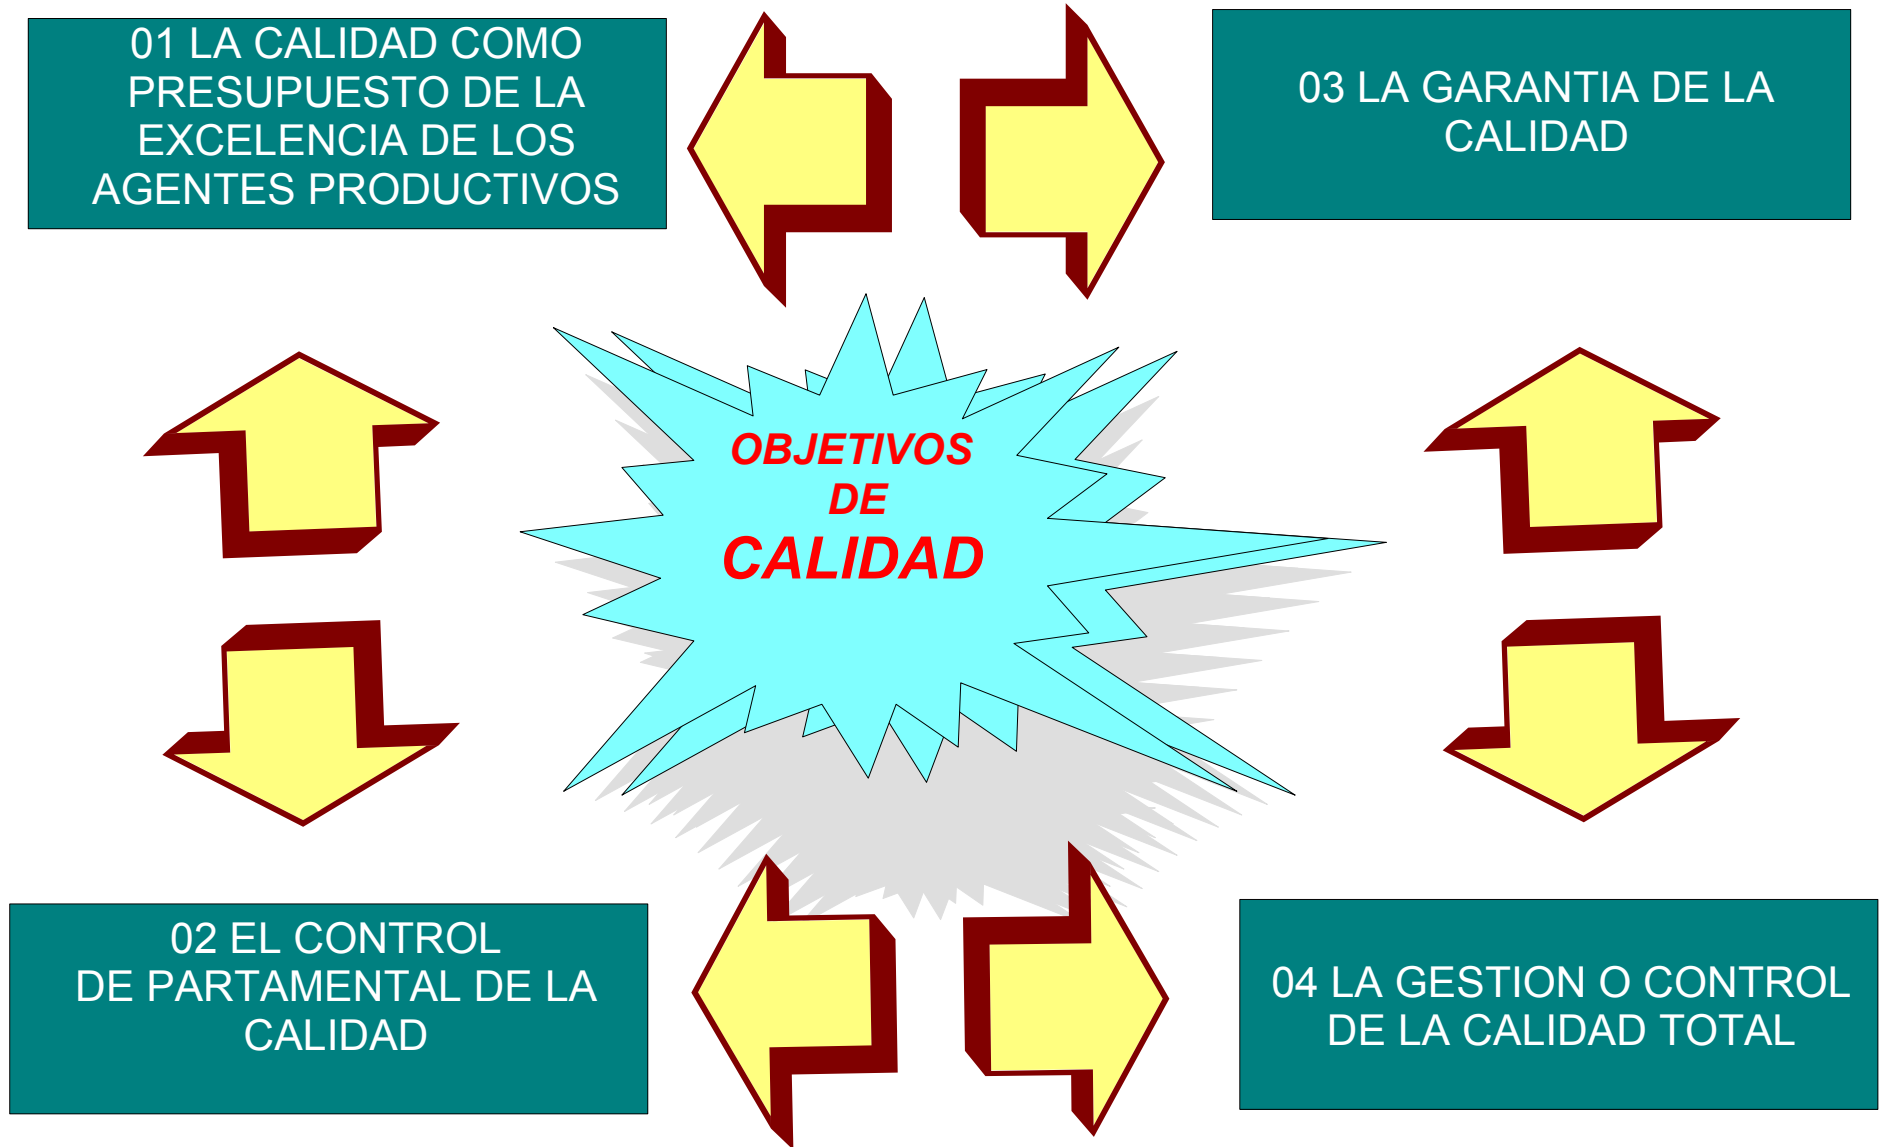 01 LA CALIDAD COMO
PRESUPUESTO DE LA
EXCELENCIA DE LOS
AGENTES PRODUCTIVOS
03 LA GARANTIA DE LA
CALIDAD
OBJETIVOS
DE
CALIDAD
02 EL CONTROL
DE PARTAMENTAL DE LA
CALIDAD
04 LA GESTION O CONTROL
DE LA CALIDAD TOTAL